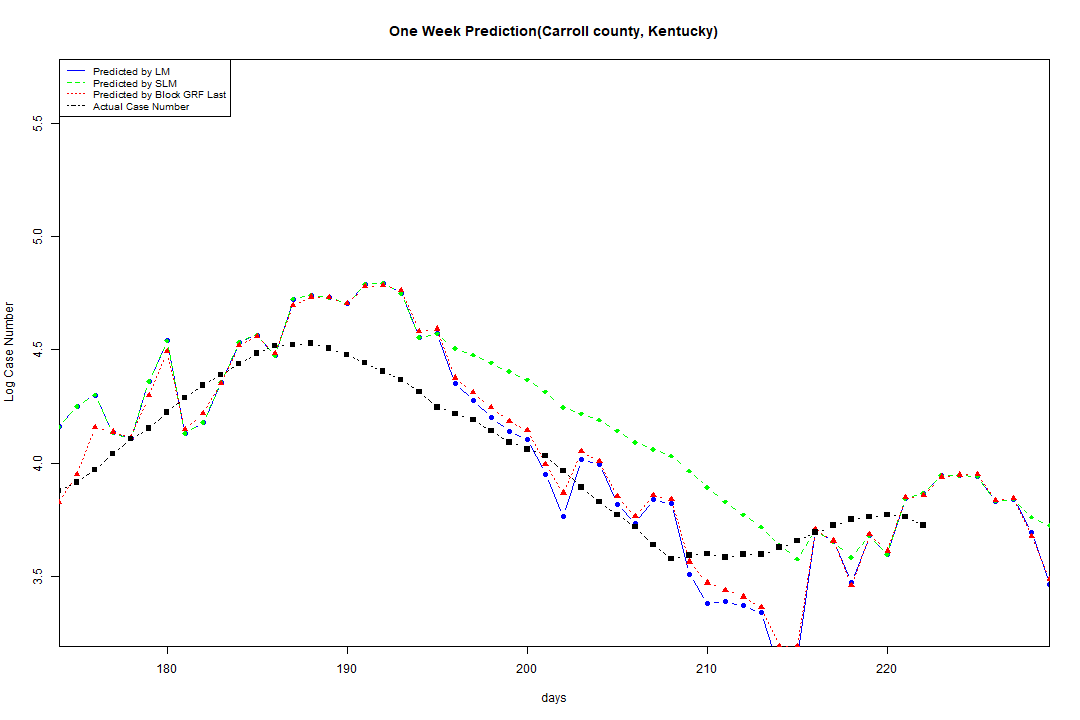 One Week Prediction(Carroll county, Kentucky)
Predicted by LM
Predicted by SLM
Predicted by Block GRF Last
Actual Case Number
Log Case Number
5.5
5.0
4.5
4.0
3.5
180 190 200 210 220
days